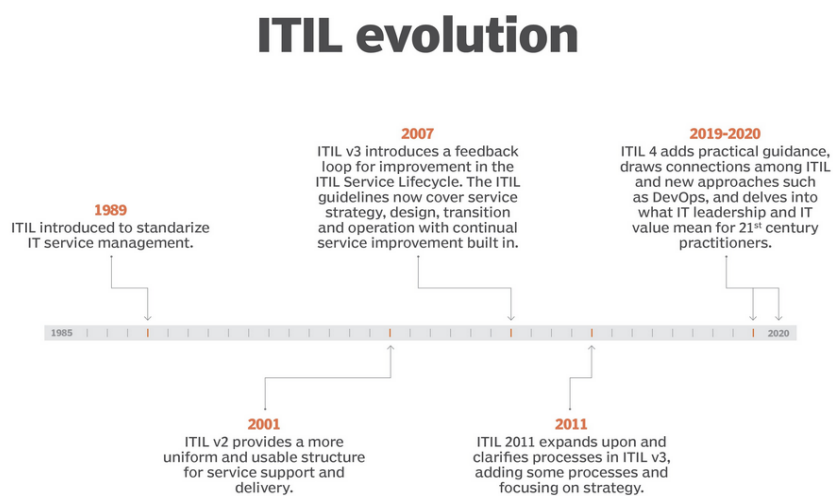 ITIL evolution
1989
ITIL introduced to standarize
IT service management.
2007
ITIL v3 introduces a feedback
loop for improvement in the
ITIL Service Lifecycle. The ITIL
guidelines now cover service
strategy, design, transition
and operation with continual
service improvement built in.
2019-2020
ITIL 4 adds practical guidance,
draws connections among ITIL
and new approaches such
as DevOps, and delves into
what IT leadership and IT
value mean for 21st century
practitioners.
1985
2020
2001
ITIL v2 provides a more
uniform and usable structure
for service support and
delivery.
2011
ITIL 2011 expands upon and
clarifies processes in ITIL v3,
adding some processes and
focusing on strategy.